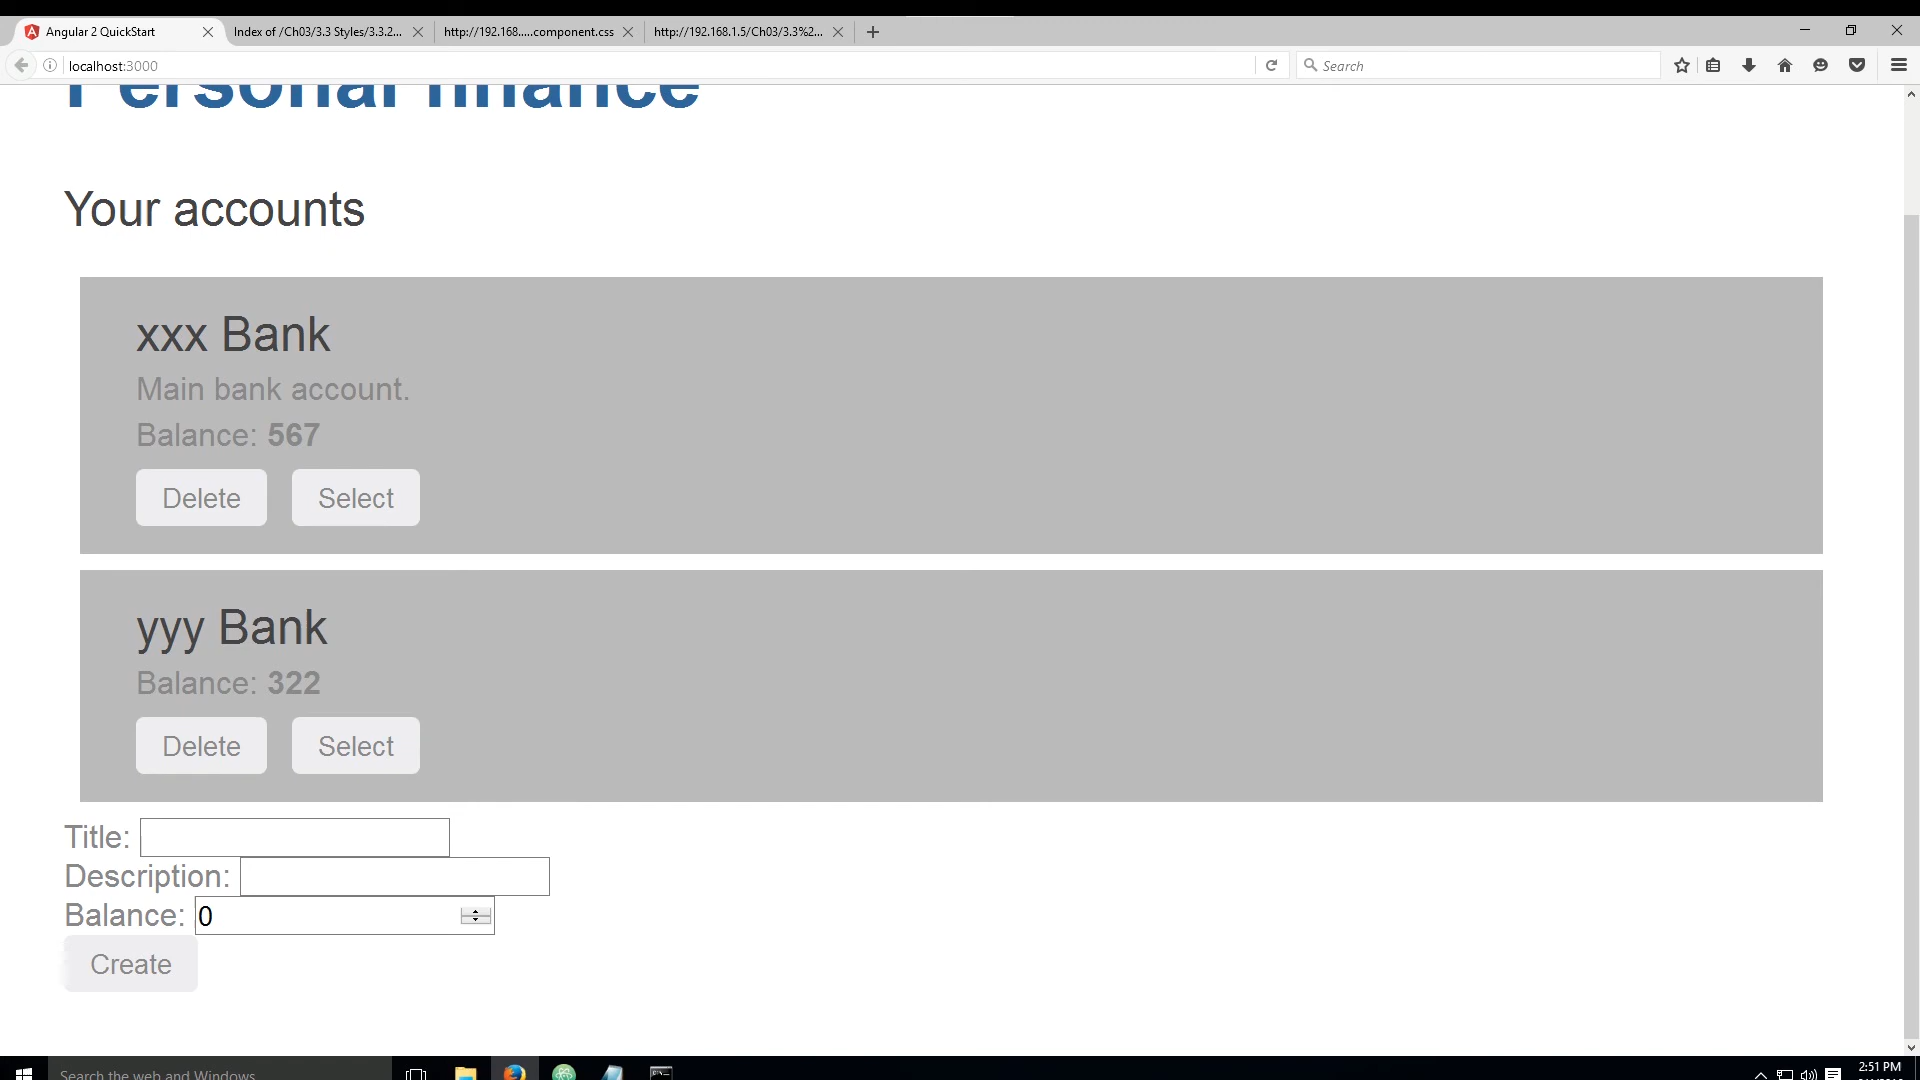 Angular 2 QuickStart
Index of /Ch03/3.3 Styles/3.3.2...
http://192.168.....component.css
http://192.168.1.5/Ch03/3.3%2...
localhost:3000
Search
Personal finance
Your accounts
xxx Bank
Main bank account.
Balance: 567
Delete Select
yyy Bank
Balance: 322
Delete Select
Title:
Description:
Balance: 0
Create
Search the web and Windows
2:51 PM